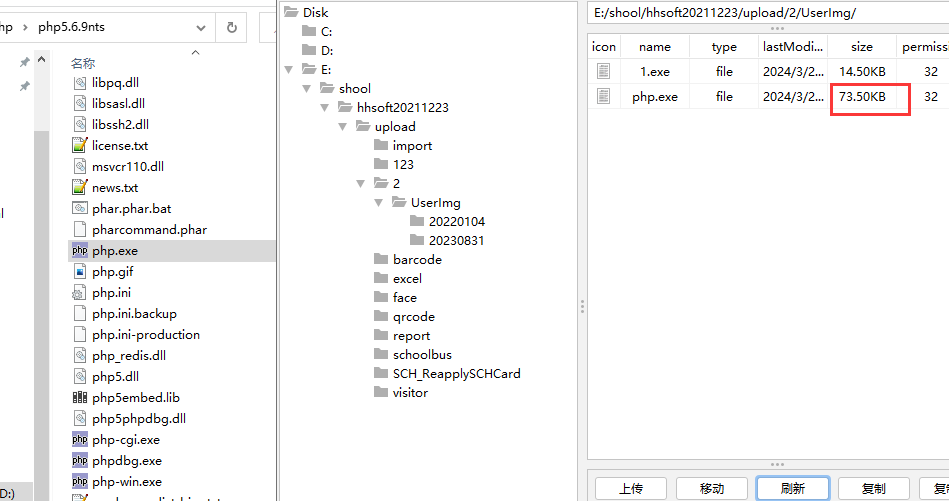 hp › php5.6.9nts
名称
libpq.dll
libsasl.dll
libssh2.dll
license.txt
msvcr110.dll
news.txt
phar.phar.bat
pharcommand.phar
php.exe
php.gif
php.ini
php.ini.backup
php.ini-production
php_redis.dll
php5.dll
php5embed.lib
php5phpdbg.dll
php-cgi.exe
phpdbg.exe
php-win.exe
D:)
Disk
C:
D:
E:
shool
hhsoft20211223
upload
import
123
2
UserImg
20220104
20230831
barcode
excel
face
qrcode
report
schoolbus
SCH_ReapplySCHCard
visitor
E:/shool/hhsoft20211223/upload/2/UserImg/
icon name type lastModi... size permissi
1.exe file 2024/3/2... 14.50KB 32
php.exe file 2024/3/2... 73.50KB 32
上传 移动 刷新 复制 复制